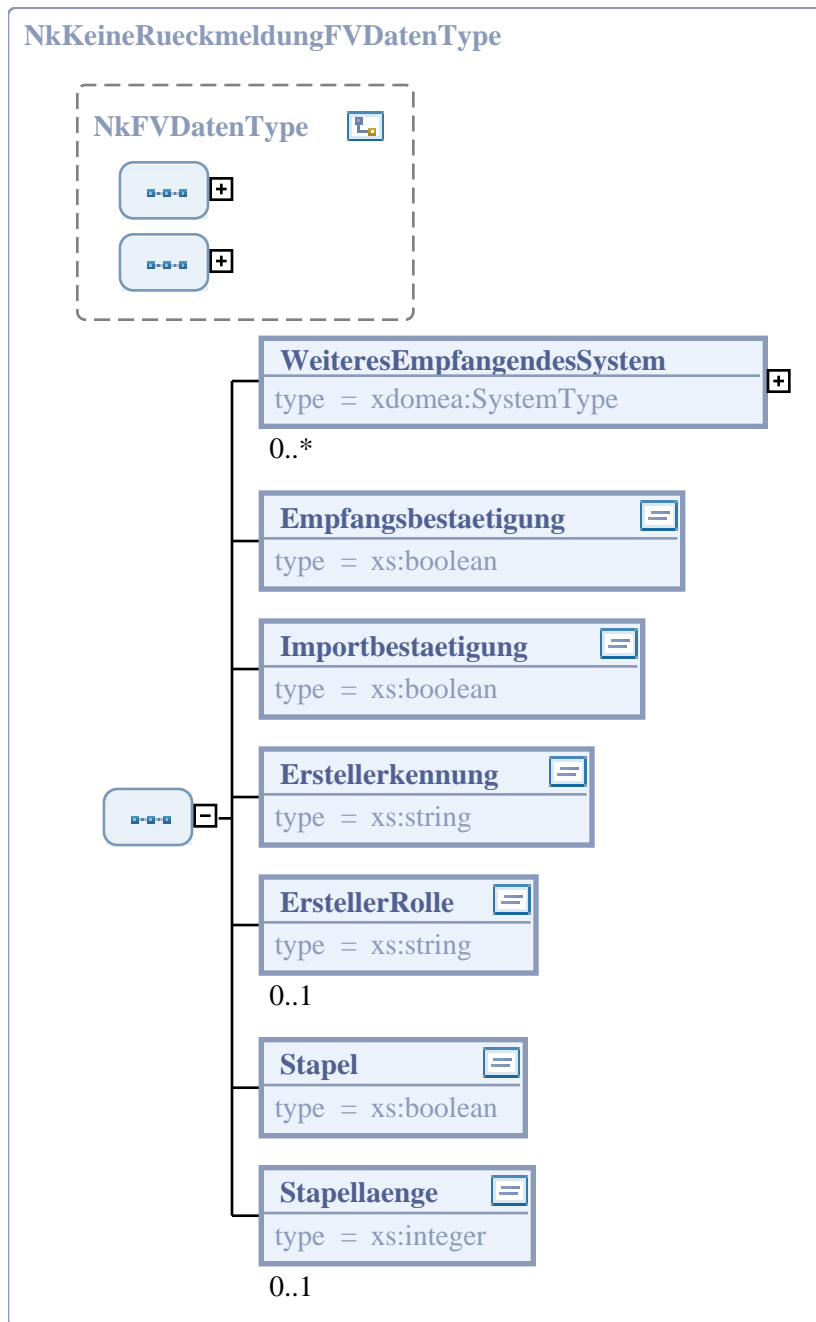 NkKeineRueckmeldungFVDatenType
NkFVDatenType
WeiteresEmpfangendesSystem
type = xdomea:SystemType
0..*
Empfangsbestaetigung
type = xs:boolean
Importbestaetigung
type = xs:boolean
Erstellerkennung
type = xs:string
ErstellerRolle
type = xs:string
0..1
Stapel
type = xs:boolean
Stapellaenge
type = xs:integer
0..1